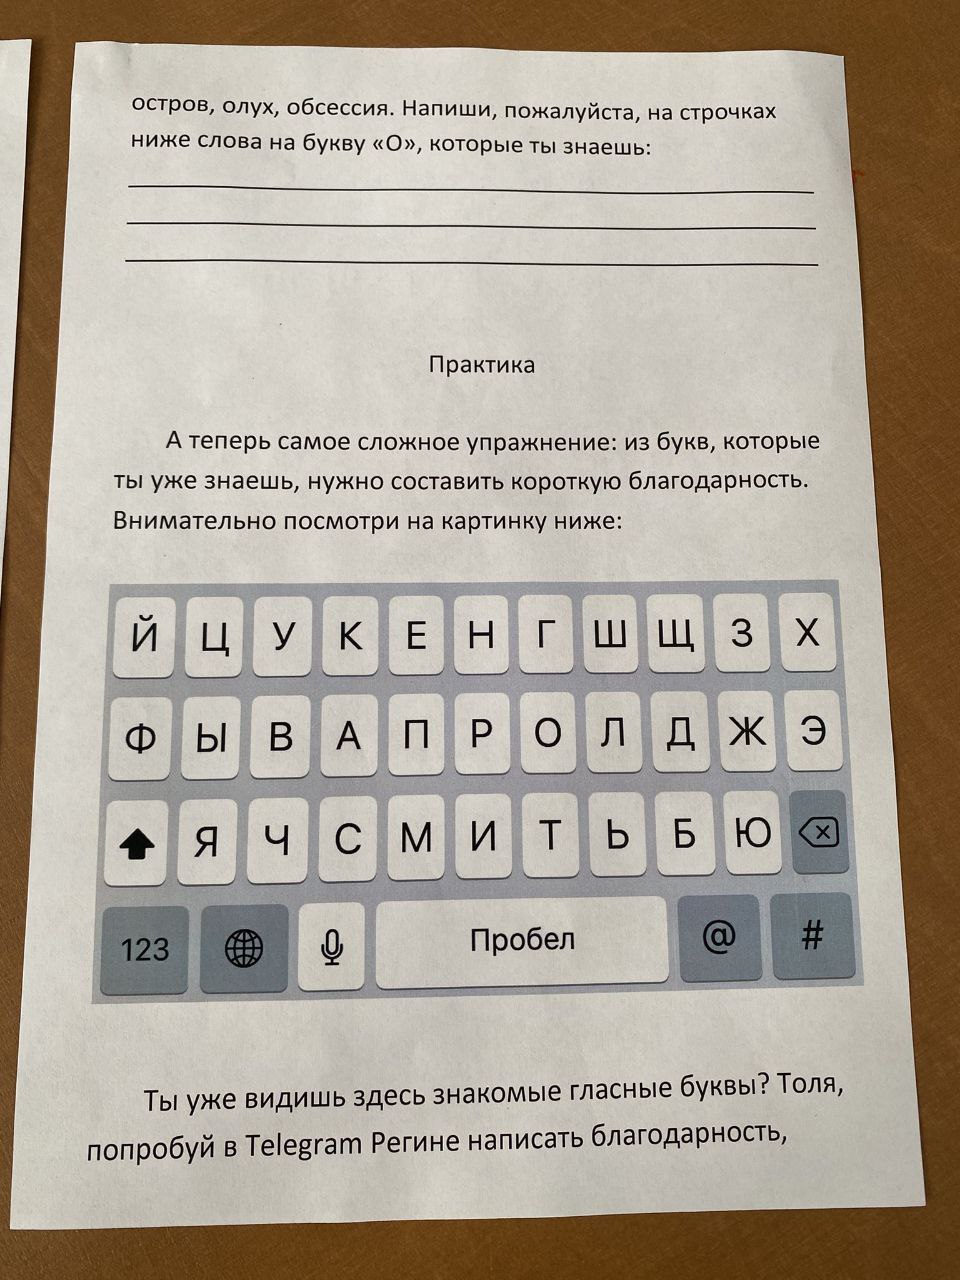 остров, олух, обсессия. Напиши, пожалуйста, на строчках
ниже слова на букву «О», которые ты знаешь:
Практика
А теперь самое сложное упражнение: из букв, которые
ты уже знаешь, нужно составить короткую благодарность.
Внимательно посмотри на картинку ниже:
Й Ц У К Е Н Г Ш Щ З Х
Ф Ы В А П Р О Л Д Ж Э
Я Ч С М И Т Ь Б Ю
123 Пробел @ #
Ты уже видишь здесь знакомые гласные буквы? Толя,
попробуй в Telegram Регине написать благодарность,